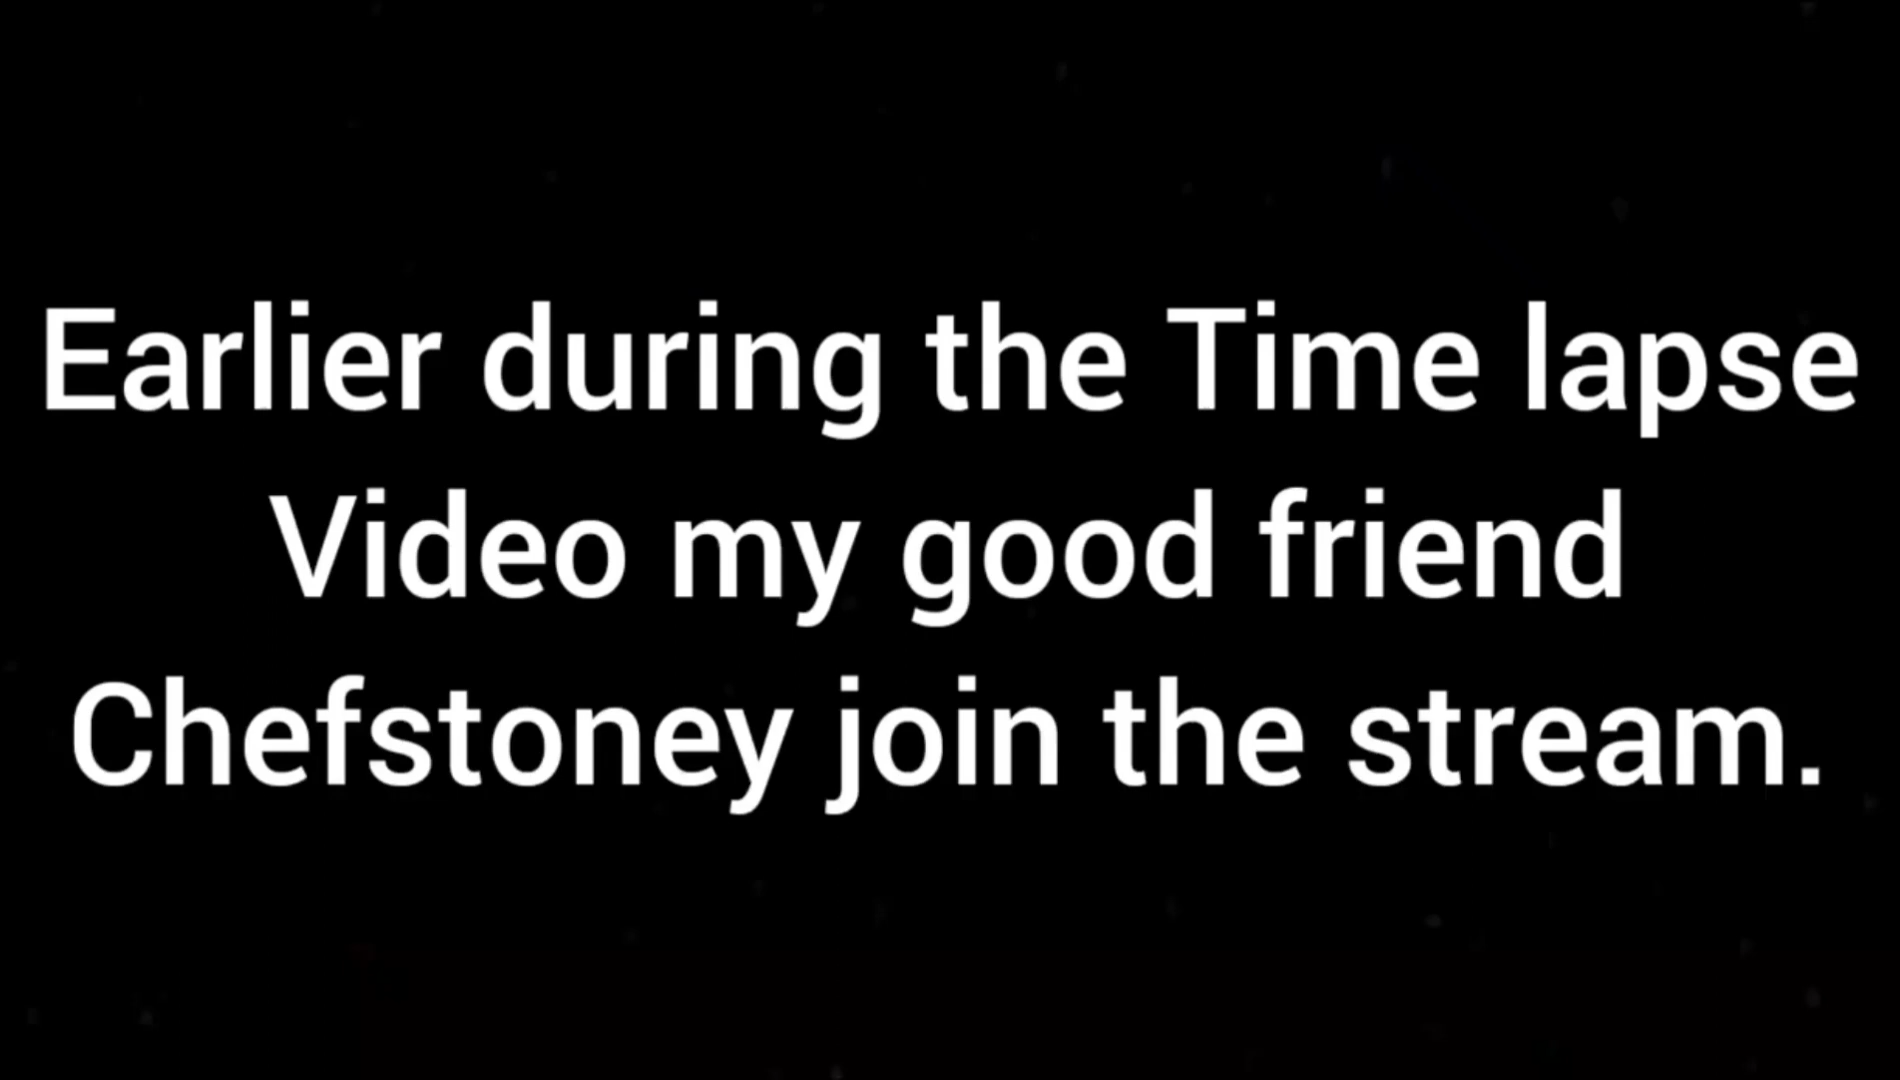 Earlier during the Time lapse
Video my good friend
Chefstoney join the stream.